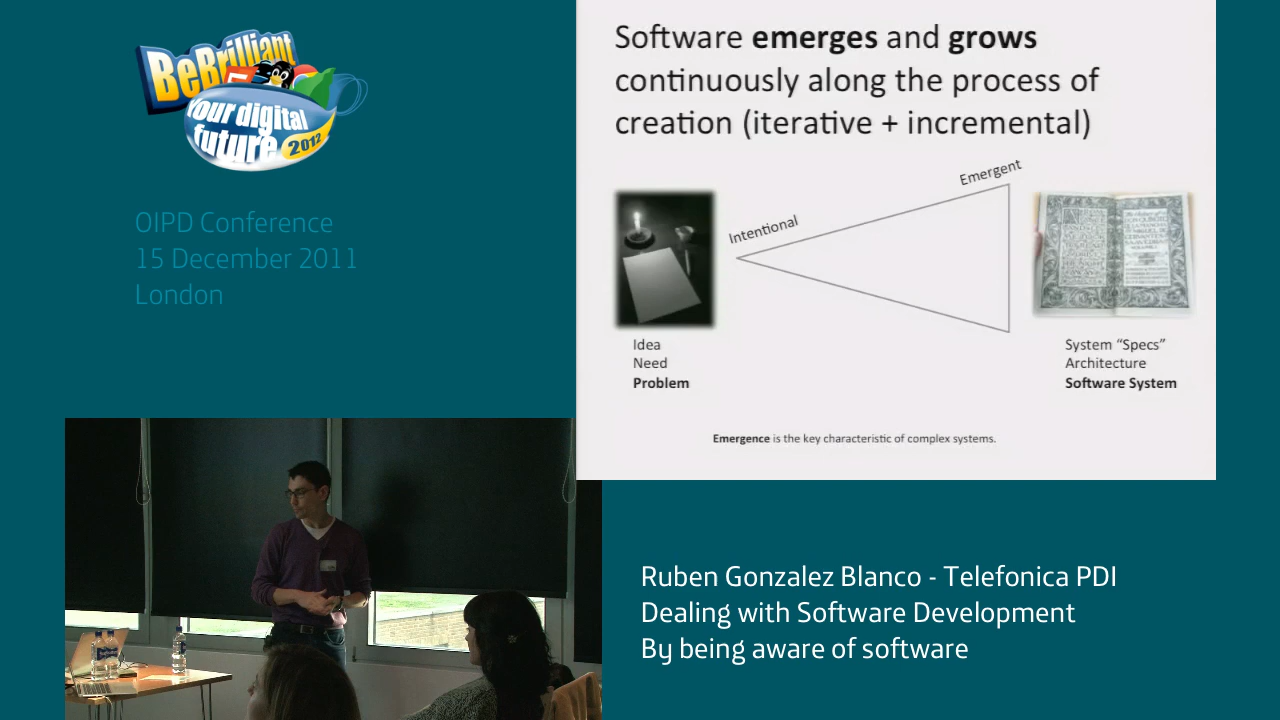 BeBrilliant
Your digital
future 2012
OIPD Conference
15 December 2011
London
Software emerges and grows
continuously along the process of
creation (iterative + incremental)
Emergent
Intentional
Idea
Need
Problem
System “Specs”
Architecture
Software System
Emergence is the key characteristic of complex systems.
Ruben Gonzalez Blanco - Telefonica PDI
Dealing with Software Development
By being aware of software